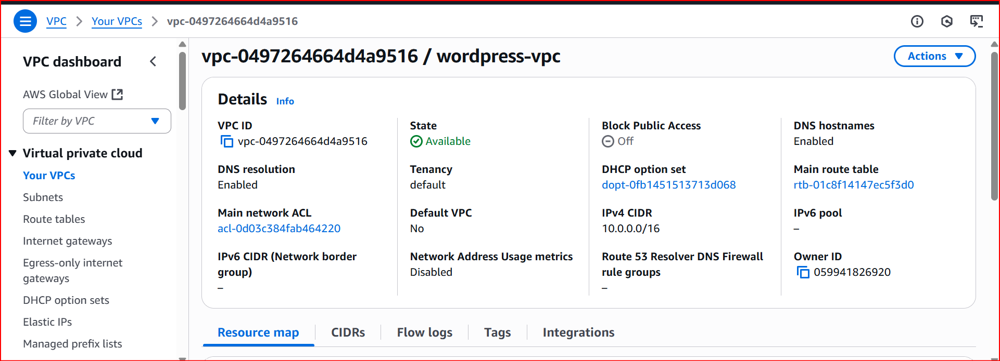 VPC > Your VPCs > vpc-0497264664d4a9516
VPC dashboard
AWS Global View
Filter by VPC
Virtual private cloud
Your VPCs
Subnets
Route tables
Internet gateways
Egress-only internet
gateways
DHCP option sets
Elastic IPs
Managed prefix lists
vpc-0497264664d4a9516 / wordpress-vpc
Actions
Details Info
VPC ID
vpc-0497264664d4a9516
State
Available
Block Public Access
Off
DNS hostnames
Enabled
DNS resolution
Enabled
Tenancy
default
DHCP option set
dopt-0fb1451513713d068
Main route table
rtb-01c8f14147ec5f3d0
Main network ACL
acl-0d03c384fab464220
Default VPC
No
IPv4 CIDR
10.0.0.0/16
IPv6 pool
–
IPv6 CIDR (Network border
group)
–
Network Address Usage metrics
Disabled
Route 53 Resolver DNS Firewall
rule groups
–
Owner ID
059941826920
Resource map
CIDRs
Flow logs
Tags
Integrations